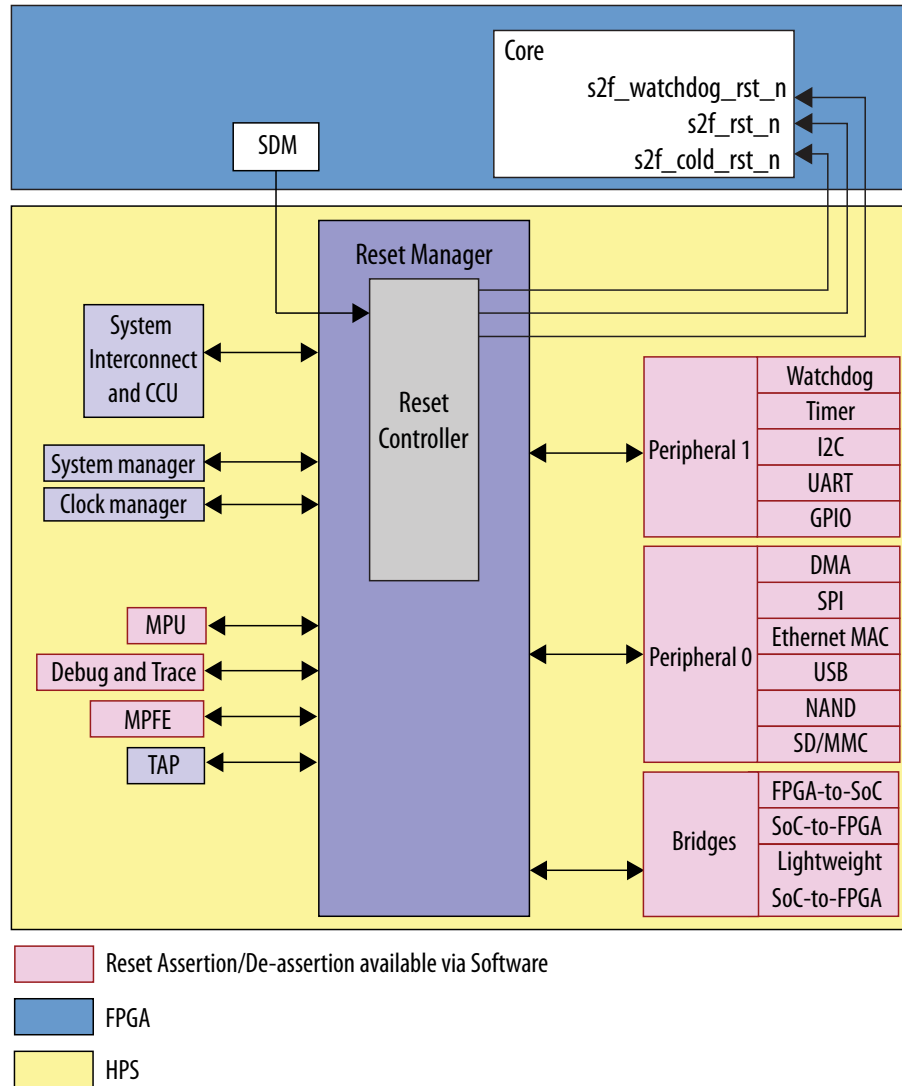 Core
s2f_watchdog_rst_n
s2f_rst_n
s2f_cold_rst_n
SDM
Reset Manager
Reset
Controller
System
Interconnect
and CCU
System manager
Clock manager
MPU
Debug and Trace
MPFE
TAP
Peripheral 1
Watchdog
Timer
I2C
UART
GPIO
Peripheral 0
DMA
SPI
Ethernet MAC
USB
NAND
SD/MMC
Bridges
FPGA-to-SoC
SoC-to-FPGA
Lightweight
SoC-to-FPGA
Reset Assertion/De-assertion available via Software
FPGA
HPS